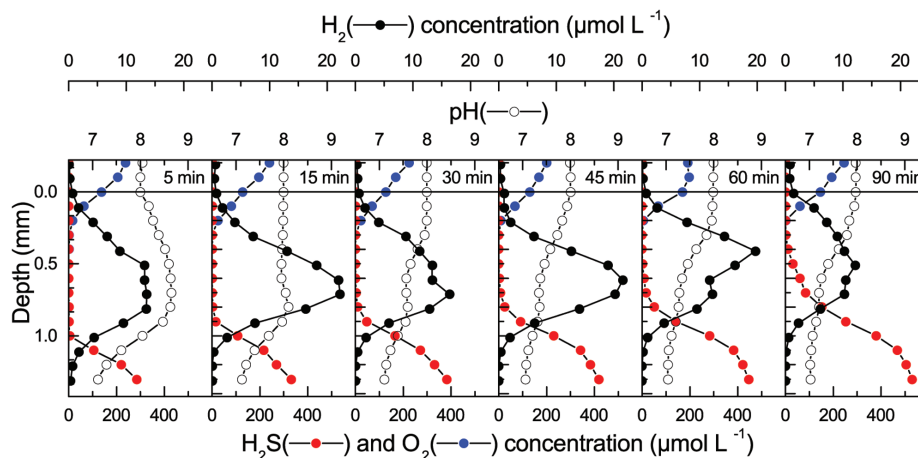 H₂(—●—) concentration (µmol L⁻¹)
0 10 20 0 10 20 0 10 20 0 10 20 0 10 20 0 10 20
pH(—○—)
7 8 9 7 8 9 7 8 9 7 8 9 7 8 9 7 8 9
5 min 15 min 30 min 45 min 60 min 90 min
0.0
0.5
1.0
Depth (mm)
0 200 400 0 200 400 0 200 400 0 200 400 0 200 400 0 200 400
H₂S(—●—) and O₂(—●—) concentration (µmol L⁻¹)